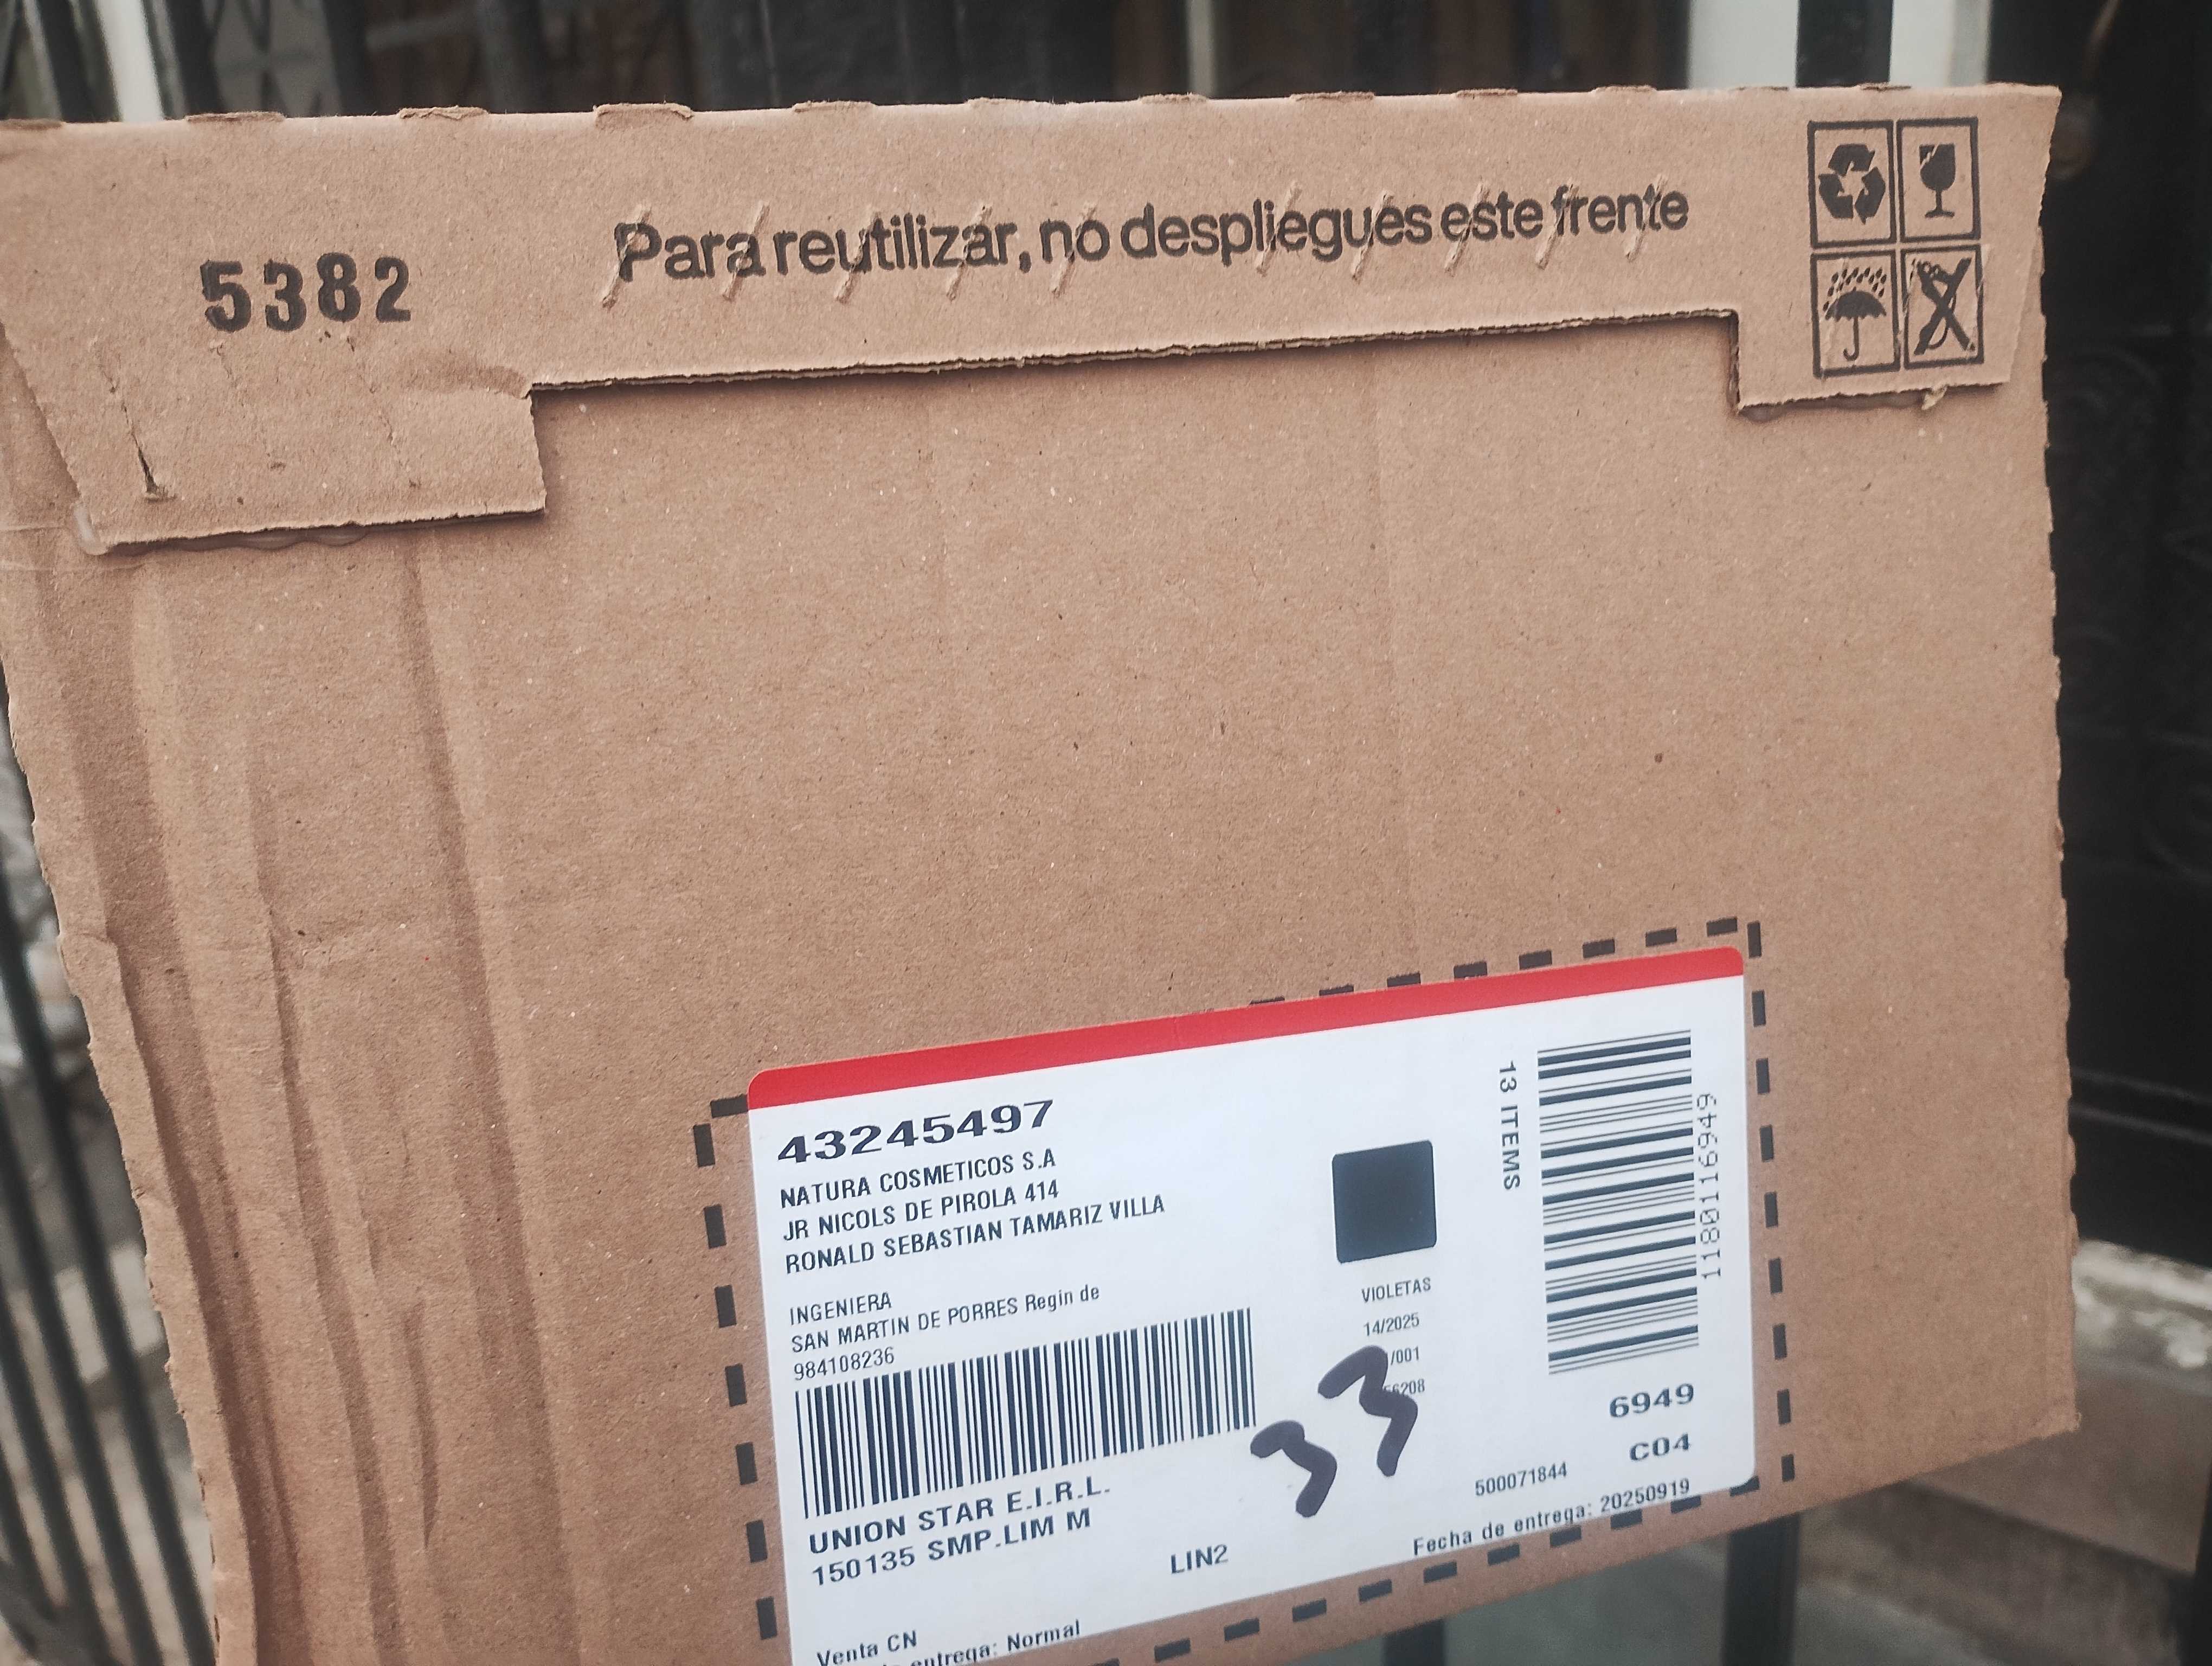 5382
Para reutilizar, no despliegues este frente
43245497
NATURA COSMETICOS S.A
JR NICOLS DE PIROLA 414
RONALD SEBASTIAN TAMARIZ VILLA
INGENIERA
SAN MARTIN DE PORRES Regin de
984108236
UNION STAR E.I.R.L.
150135 SMP.LIM M
LIN2
Venta CN
entrega: Normal
VIOLETAS
14/2025
/001
6208
33
13 ITEMS
1180116949
6949
C04
500071844
Fecha de entrega: 20250919